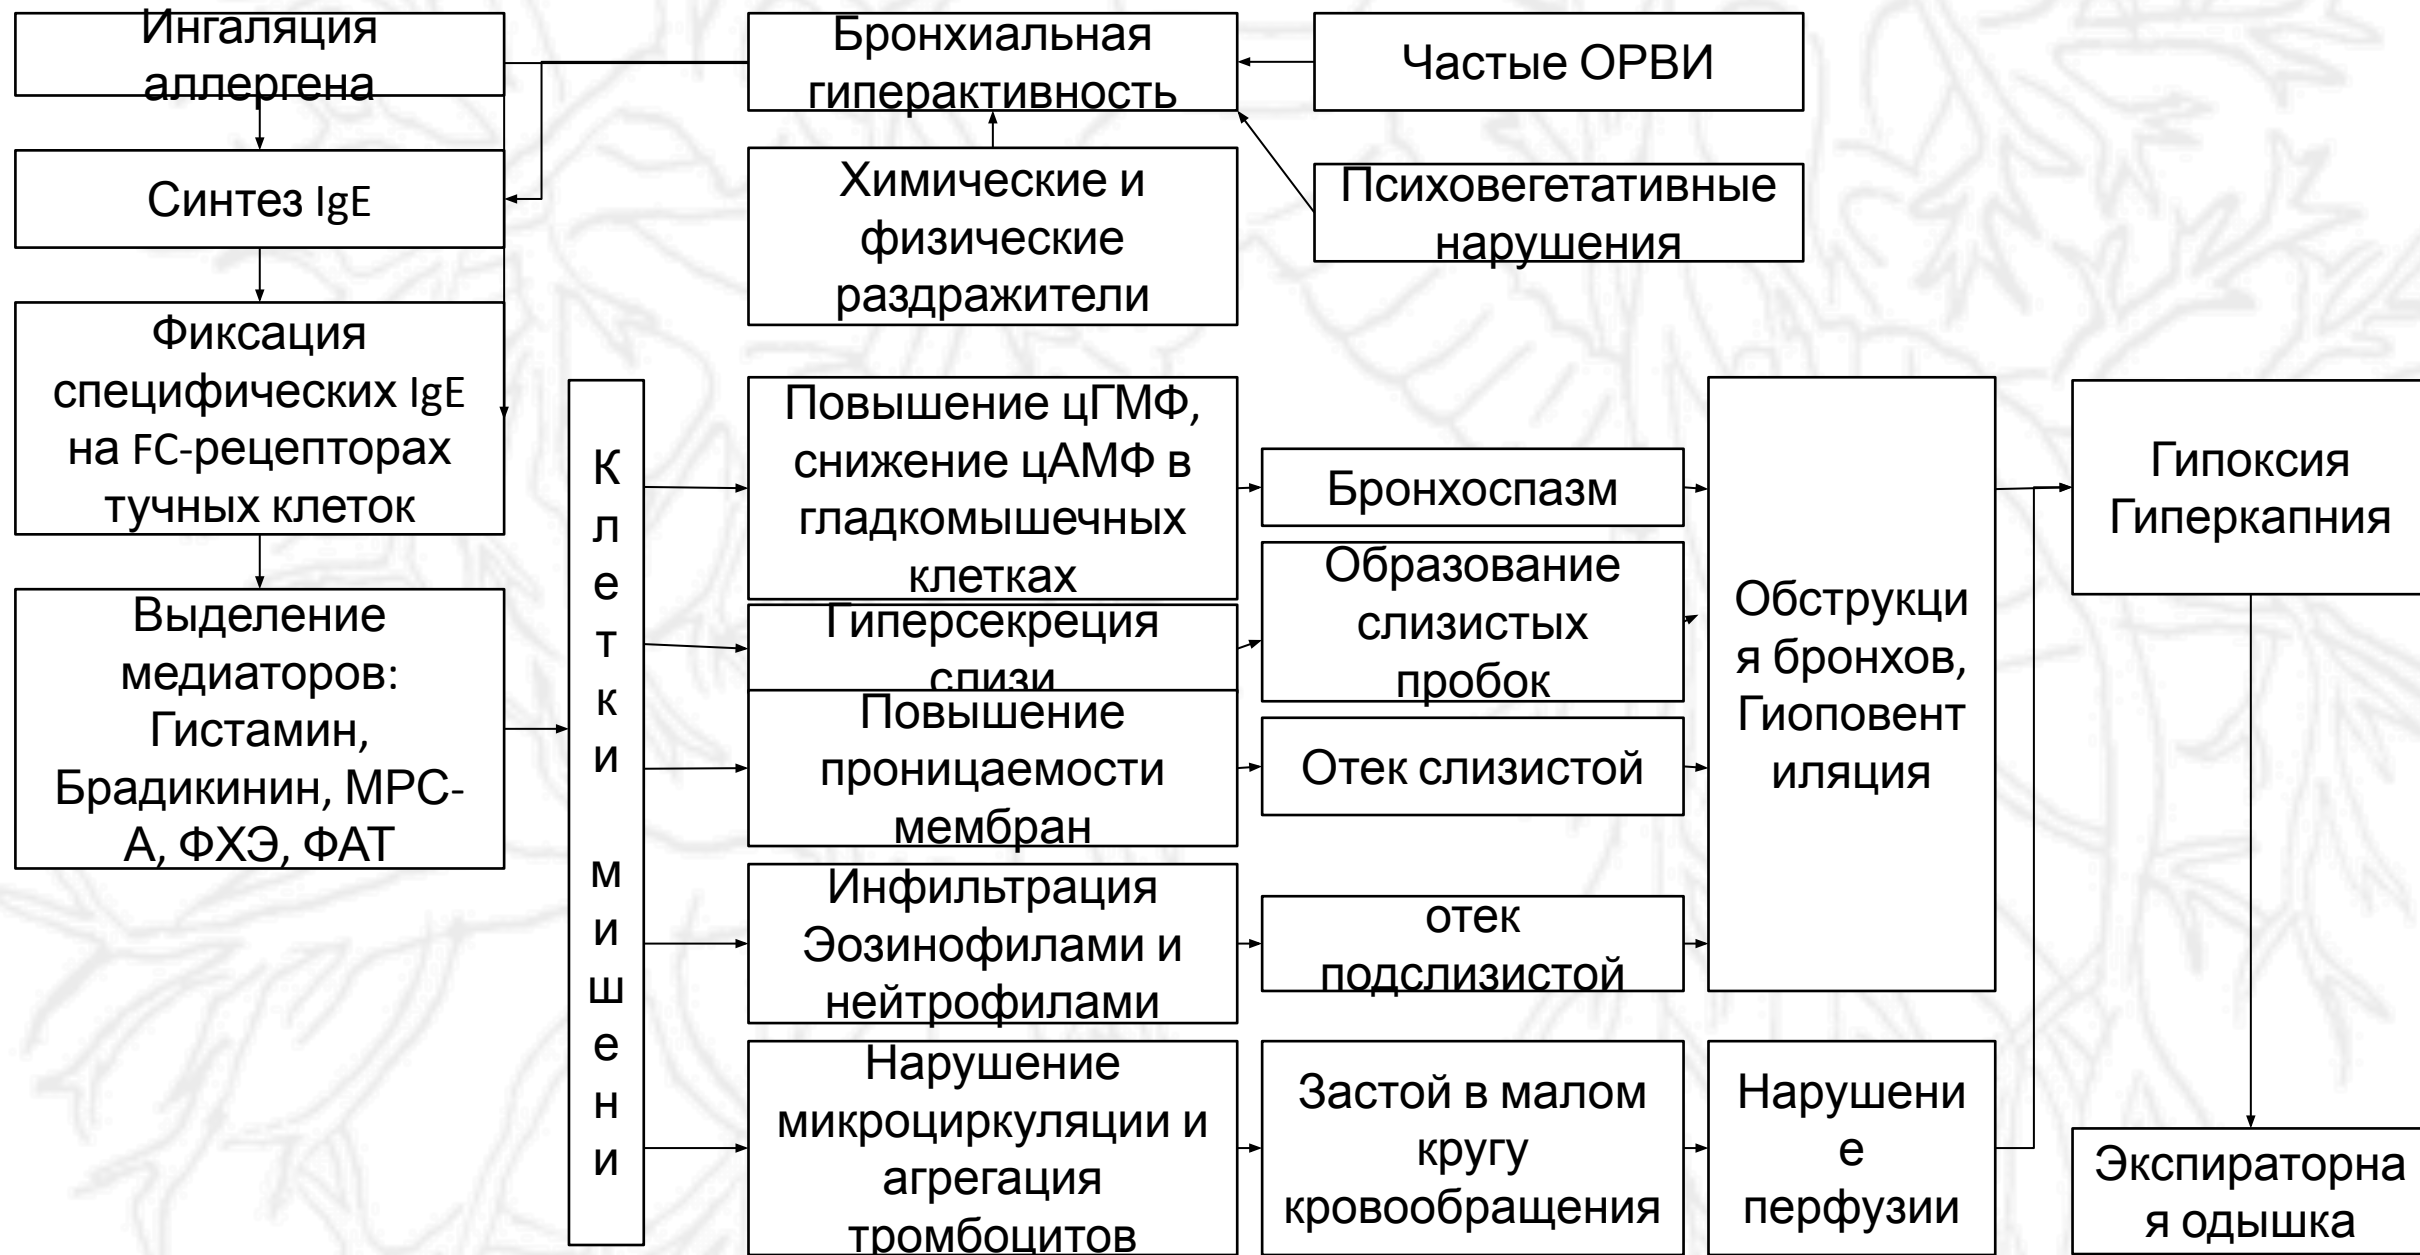 Ингаляция
аллергена
Бронхиальная
гиперактивность
Частые ОРВИ
Синтез IgE
Химические и
физические
раздражители
Психовегетативные
нарушения
Фиксация
специфических IgE
на FC-рецепторах
тучных клеток
Выделение
медиаторов:
Гистамин,
Брадикинин, МРС-
А, ФХЭ, ФАТ
К
л
е
т
к
и
м
и
ш
е
н
и
Повышение цГМФ,
снижение цАМФ в
гладкомышечных
клетках
Гиперсекреция
слизи
Повышение
проницаемости
мембран
Инфильтрация
Эозинофилами и
нейтрофилами
Нарушение
микроциркуляции и
агрегация
тромбоцитов
Бронхоспазм
Образование
слизистых
пробок
Отек слизистой
отек
подслизистой
Застой в малом
кругу
кровообращения
Обструкци
я бронхов,
Гиоповент
иляция
Нарушени
е
перфузии
Гипоксия
Гиперкапния
Экспираторна
я одышка